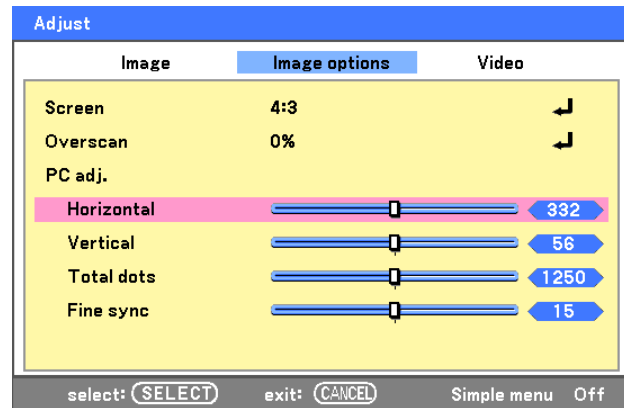 Adjust
Image Image options Video
Screen 4:3
Overscan 0%
PC adj.
Horizontal 332
Vertical 56
Total dots 1250
Fine sync 15
select: SELECT exit: CANCEL Simple menu Off